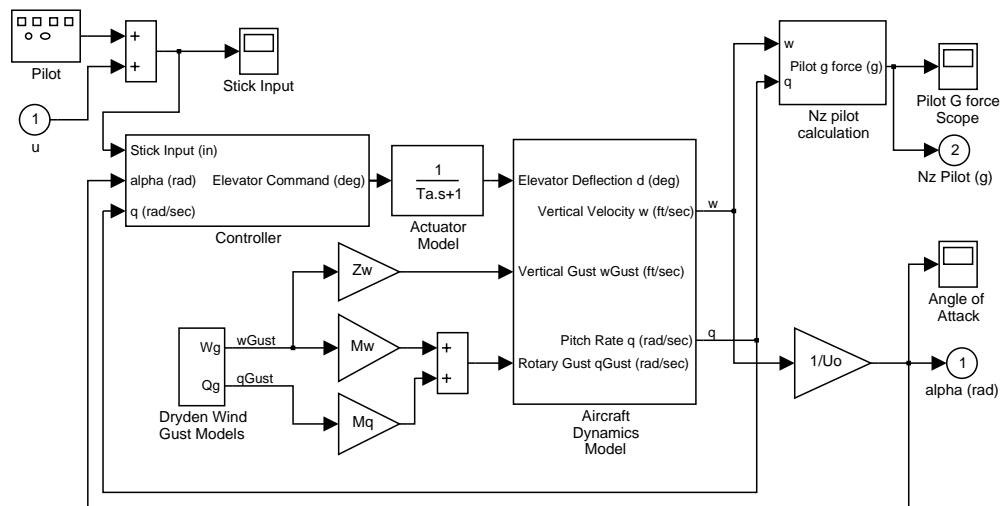 Pilot
+
+
Stick Input
1
u
w
Pilot g force (g)
q
Nz pilot
calculation
Pilot G force
Scope
2
Nz Pilot (g)
Stick Input (in)
alpha (rad)
Elevator Command (deg)
q (rad/sec)
Controller
1
Ta.s+1
Actuator
Model
Elevator Deflection d (deg)
Vertical Velocity w (ft/sec)
w
Vertical Gust wGust (ft/sec)
Pitch Rate q (rad/sec)
q
Rotary Gust qGust (rad/sec)
Aircraft
Dynamics
Model
Zw
Mw
Mq
+
+
Wg
wGust
Qg
qGust
Dryden Wind
Gust Models
Angle of
Attack
1/Uo
1
alpha (rad)